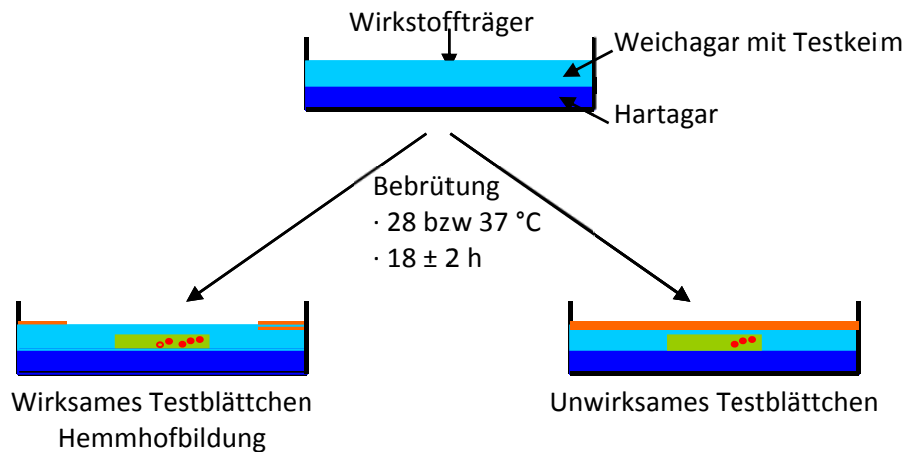 Wirkstoffträger
Weichagar mit Testkeim
Hartagar
Bebrütung
· 28 bzw 37 °C
· 18 ± 2 h
Wirksames Testblättchen
Hemmhofbildung
Unwirksames Testblättchen